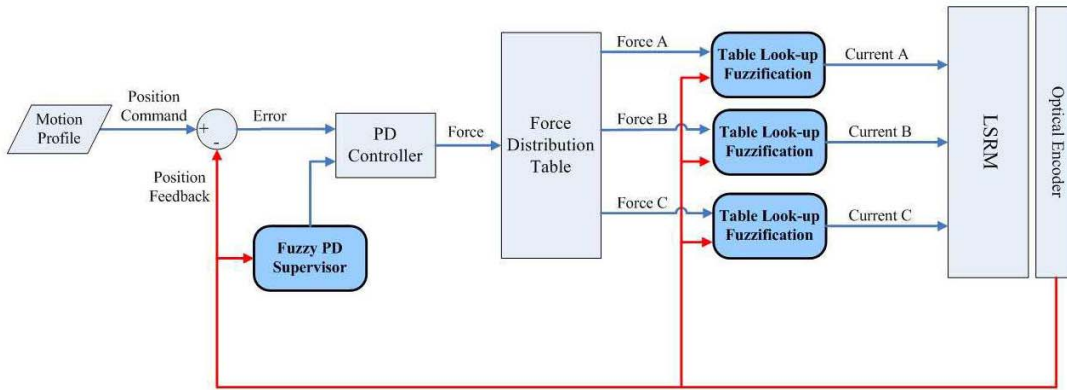 Motion
Profile
Position
Command
+
-
Error
Position
Feedback
Fuzzy PD
Supervisor
PD
Controller
Force
Force
Distribution
Table
Force A
Force B
Force C
Table Look-up
Fuzzification
Table Look-up
Fuzzification
Table Look-up
Fuzzification
Current A
Current B
Current C
LSRM
Optical Encoder